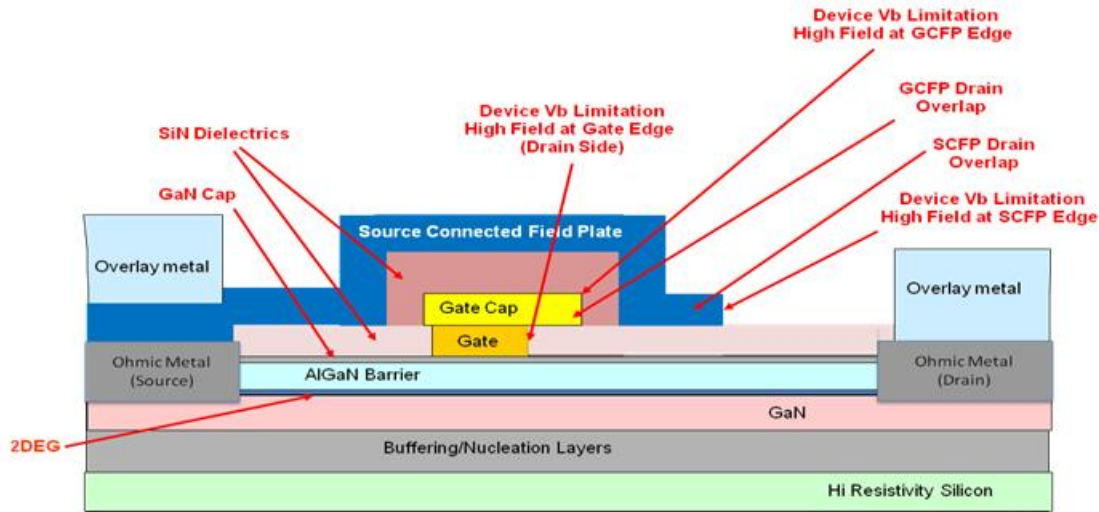 Device Vb Limitation
High Field at GCFP Edge
GCFP Drain
Overlap
Device Vb Limitation
High Field at Gate Edge
(Drain Side)
SiN Dielectrics
SCFP Drain
Overlap
GaN Cap
Device Vb Limitation
High Field at SCFP Edge
Source Connected Field Plate
Overlay metal
Overlay metal
Gate Cap
Gate
Ohmic Metal
(Source)
AlGaN Barrier
Ohmic Metal
(Drain)
GaN
2DEG
Buffering/Nucleation Layers
Hi Resistivity Silicon